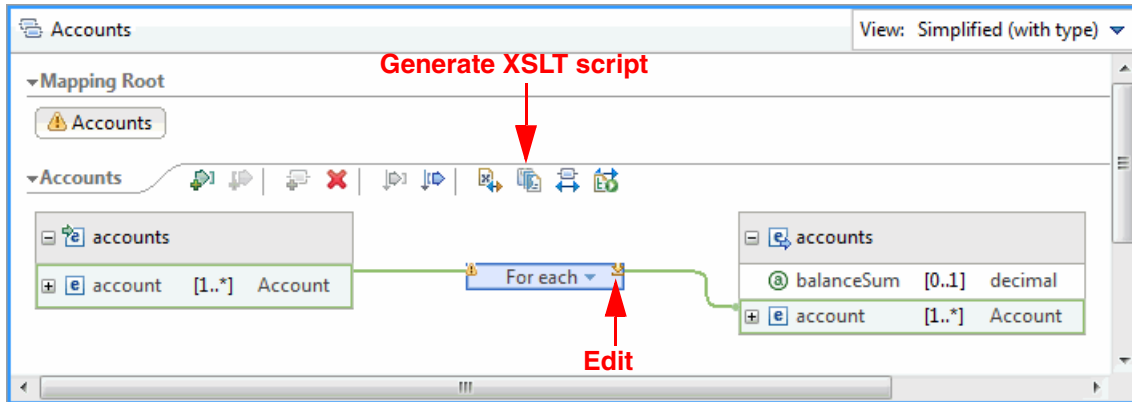 Accounts
View: Simplified (with type)
Generate XSLT script
Mapping Root
Accounts
Accounts
accounts
account [1..*] Account
For each
accounts
balanceSum [0..1] decimal
account [1..*] Account
Edit